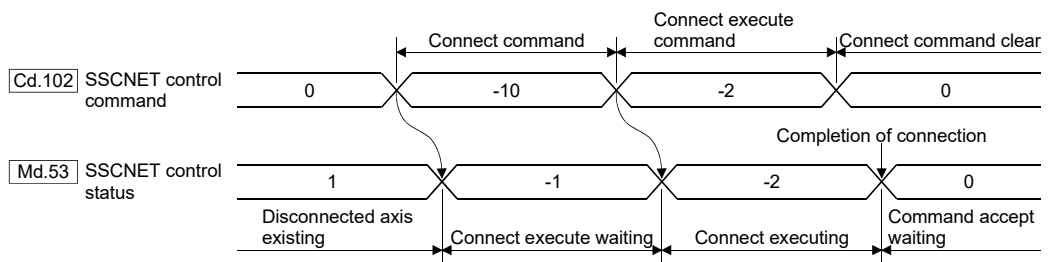 Connect command
Connect execute
command
Connect command clear
Cd.102 SSCNET control
command
0
-10
-2
0
Completion of connection
Md.53 SSCNET control
status
1
-1
-2
0
Disconnected axis
existing
Connect execute waiting
Connect executing
Command accept
waiting